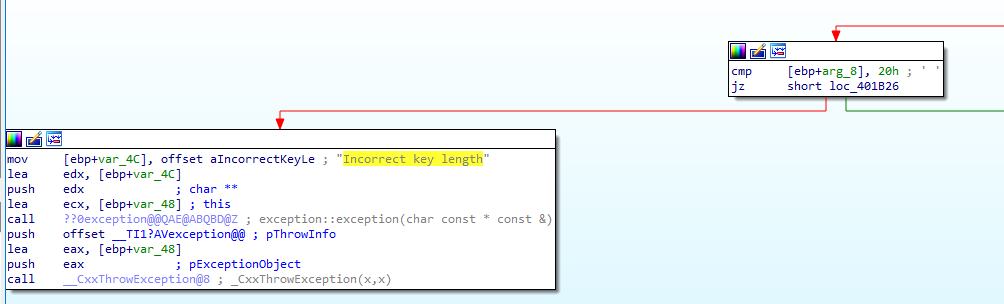 cmp [ebp+arg_8], 20h ; ' '
jz short loc_401B26
mov [ebp+var_4C], offset aIncorrectKeyLe ; "Incorrect key length"
lea edx, [ebp+var_4C]
push edx ; char **
lea ecx, [ebp+var_48] ; this
call ??0exception@@QAE@ABQBD@Z ; exception::exception(char const * const &)
push offset __TI1?AVexception@@ ; pThrowInfo
lea eax, [ebp+var_48]
push eax ; pExceptionObject
call __CxxThrowException@8 ; _CxxThrowException(x,x)